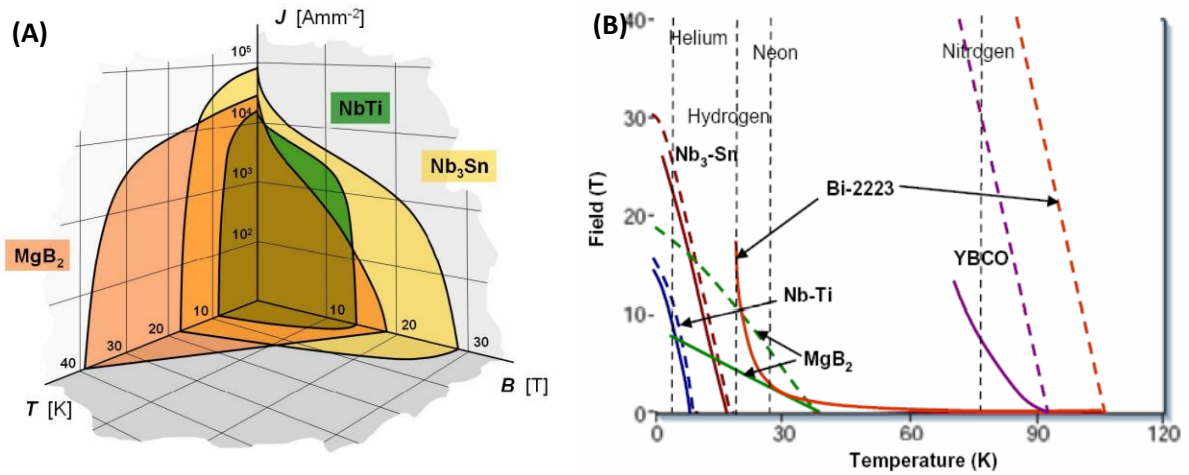 (A)
J [Amm-2]
10⁵
10⁴
10³
10²
NbTi
Nb₃Sn
MgB₂
10
20
30
40
10
20
30
T [K]
B [T]
(B)
Helium
Neon
Nitrogen
Hydrogen
Nb₃-Sn
Bi-2223
YBCO
Nb-Ti
MgB₂
Field (T)
40
30
20
10
0
0
30
60
90
120
Temperature (K)